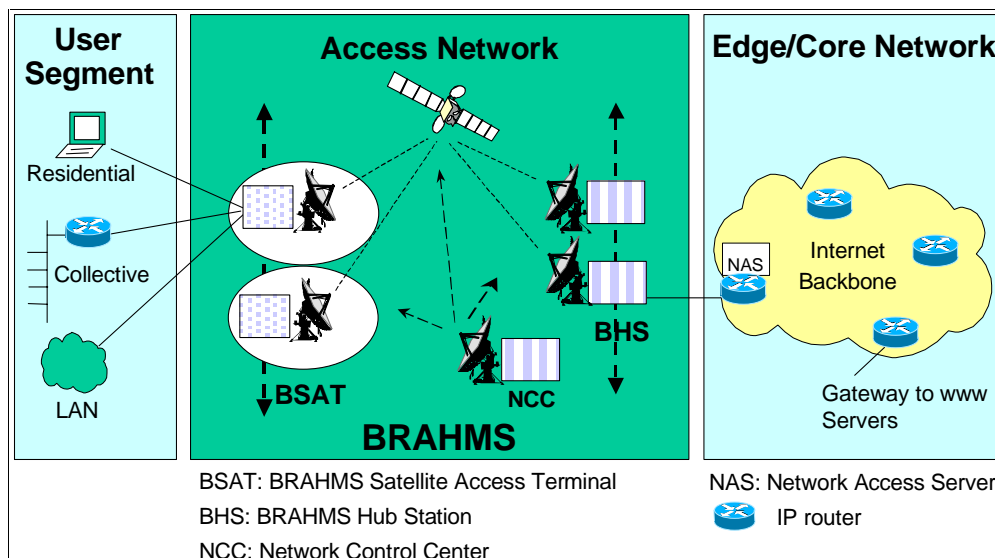 User
Segment
Residential
Collective
LAN
Access Network
BSAT
NCC
BHS
BRAHMS
Edge/Core Network
NAS
Internet
Backbone
Gateway to www
Servers
BSAT: BRAHMS Satellite Access Terminal
BHS: BRAHMS Hub Station
NCC: Network Control Center
NAS: Network Access Server
IP router